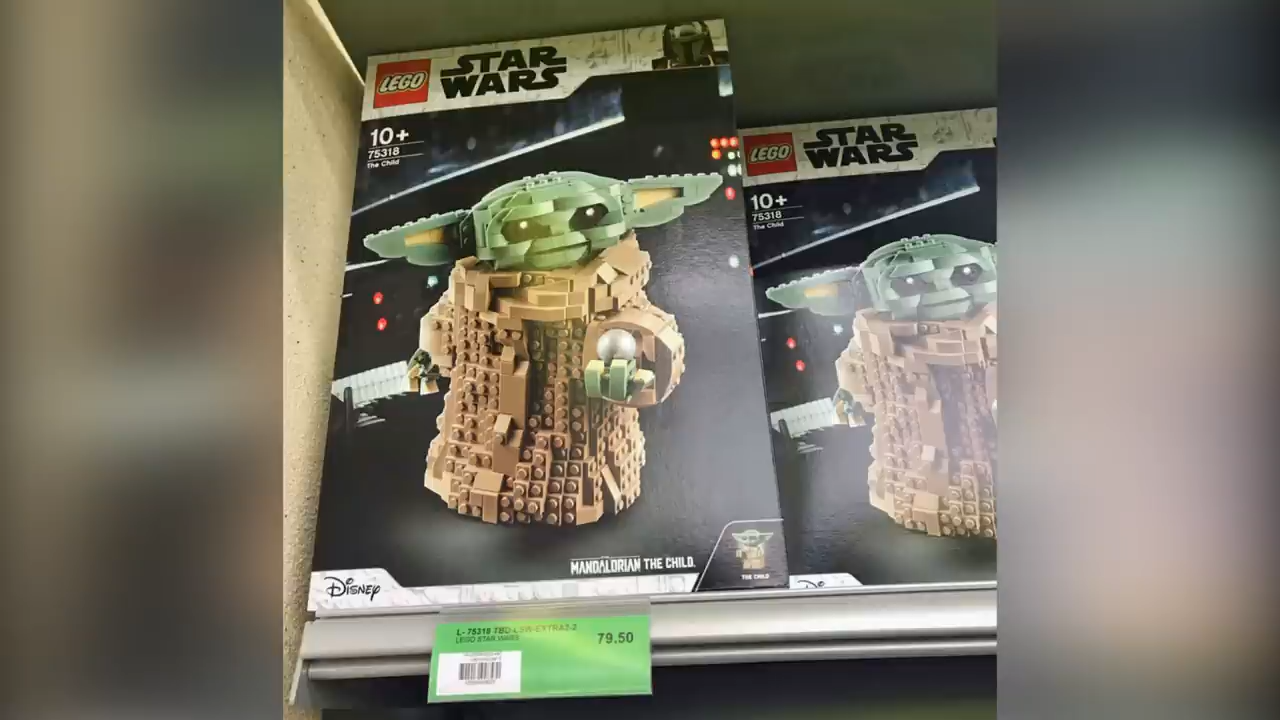 LEGO
STAR
WARS
10+
75318
The Child
MANDALORIAN THE CHILD.
THE CHILD
Disney
LEGO
STAR
WARS
10+
75318
The Child
L- 75318 TBD-LSW-EXTRA2-2
LEGO STAR WARS
79.50